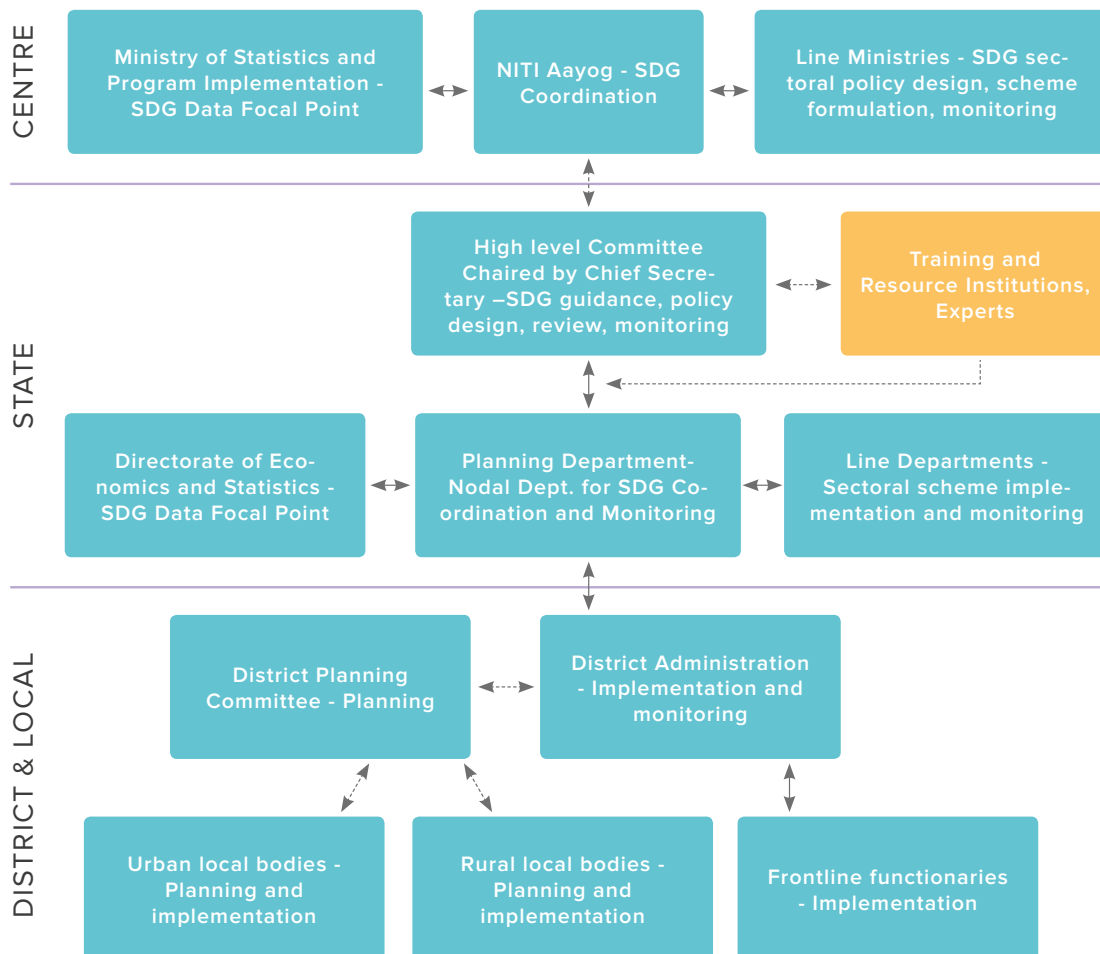 CENTRE
Ministry of Statistics and
Program Implementation -
SDG Data Focal Point
NITI Aayog - SDG
Coordination
Line Ministries - SDG sec-
toral policy design, scheme
formulation, monitoring
STATE
High level Committee
Chaired by Chief Secre-
tary –SDG guidance, policy
design, review, monitoring
Training and
Resource Institutions,
Experts
Directorate of Eco-
nomics and Statistics -
SDG Data Focal Point
Planning Department-
Nodal Dept. for SDG Co-
ordination and Monitoring
Line Departments -
Sectoral scheme imple-
mentation and monitoring
DISTRICT & LOCAL
District Planning
Committee - Planning
District Administration
- Implementation and
monitoring
Urban local bodies -
Planning and
implementation
Rural local bodies -
Planning and
implementation
Frontline functionaries
- Implementation